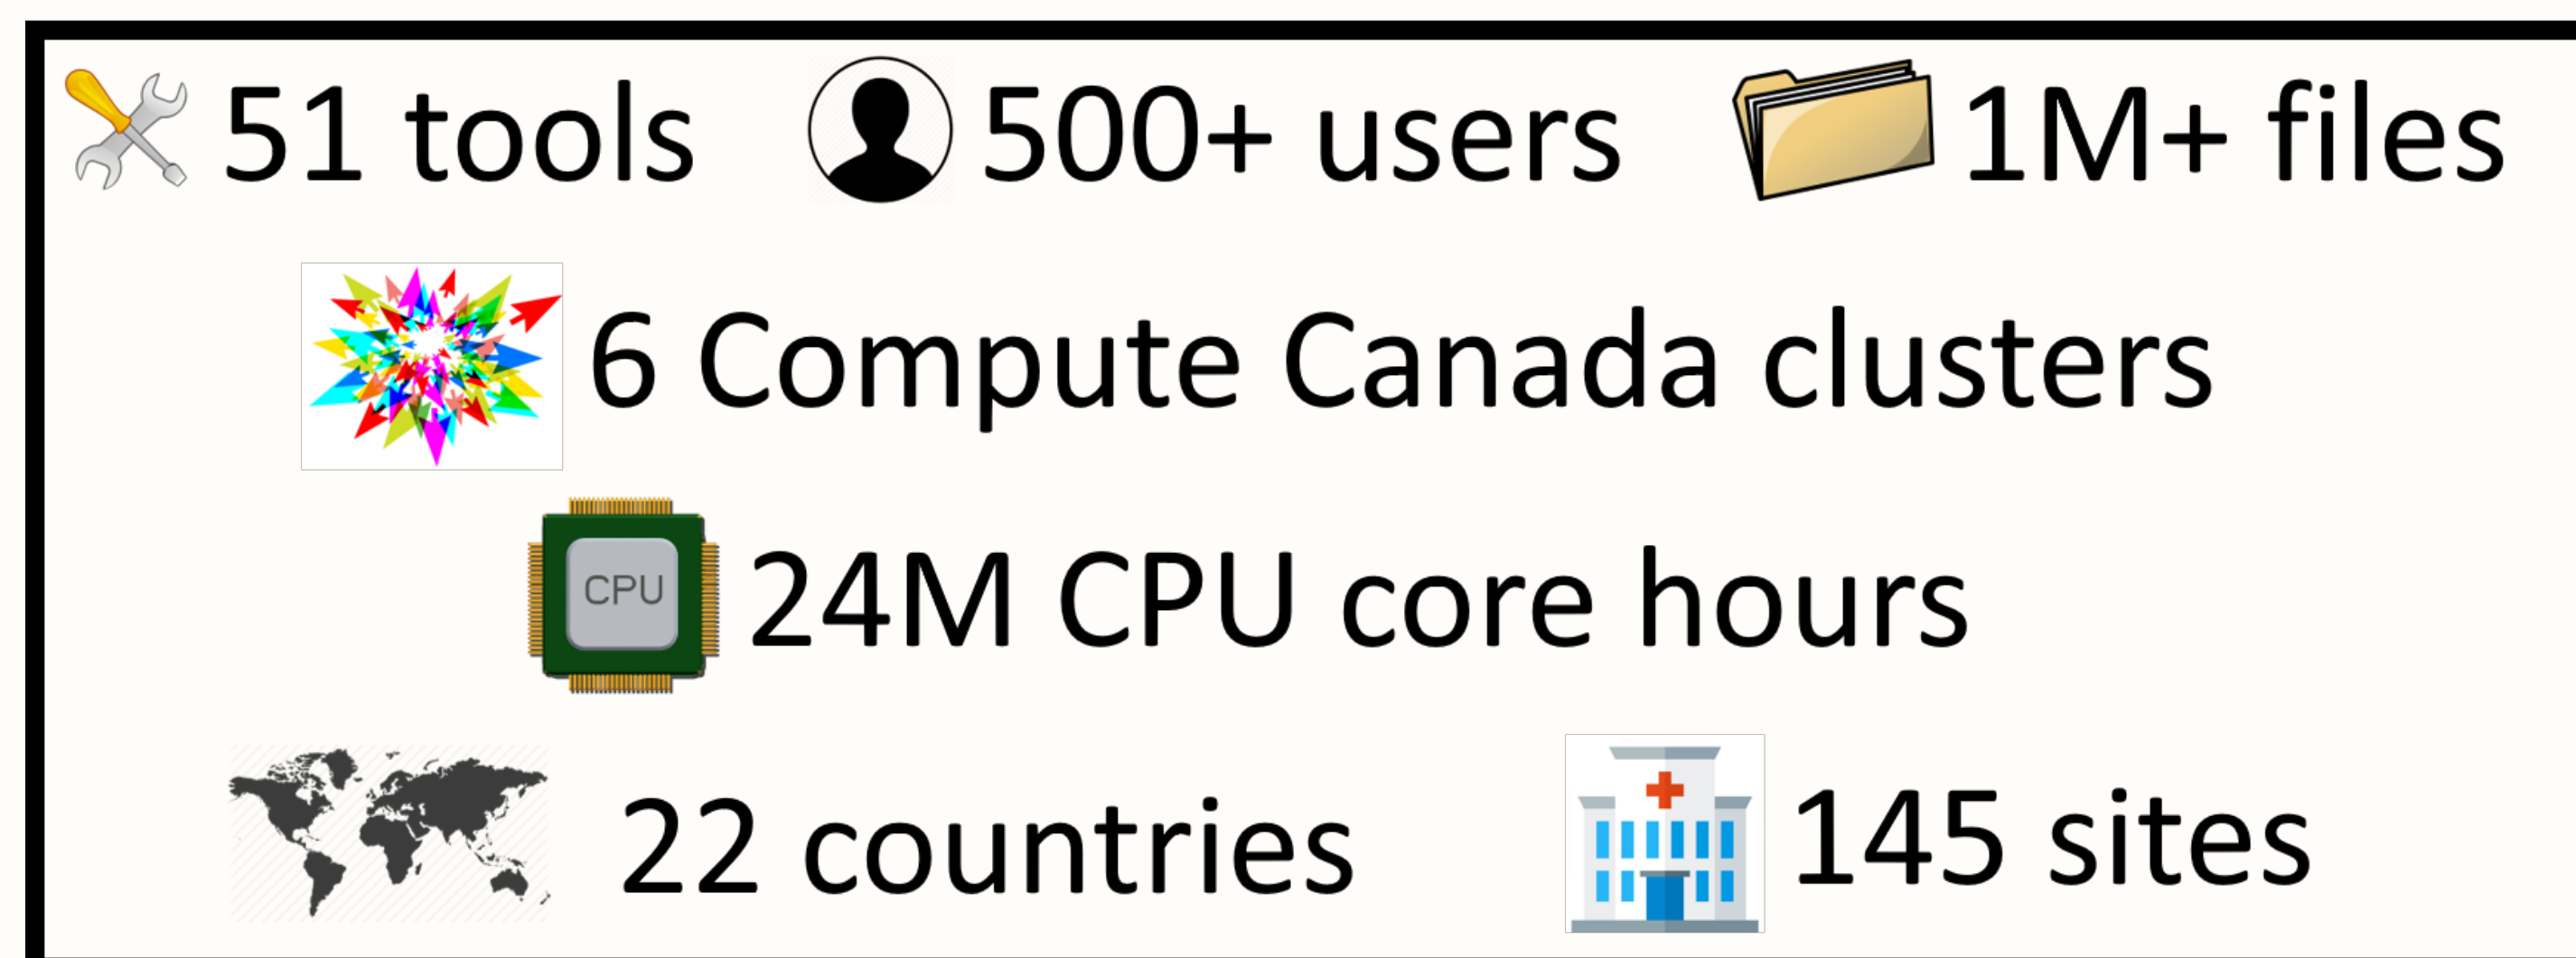 51 tools 500+ users 1M+ files
6 Compute Canada clusters
CPU 24M CPU core hours
22 countries 145 sites